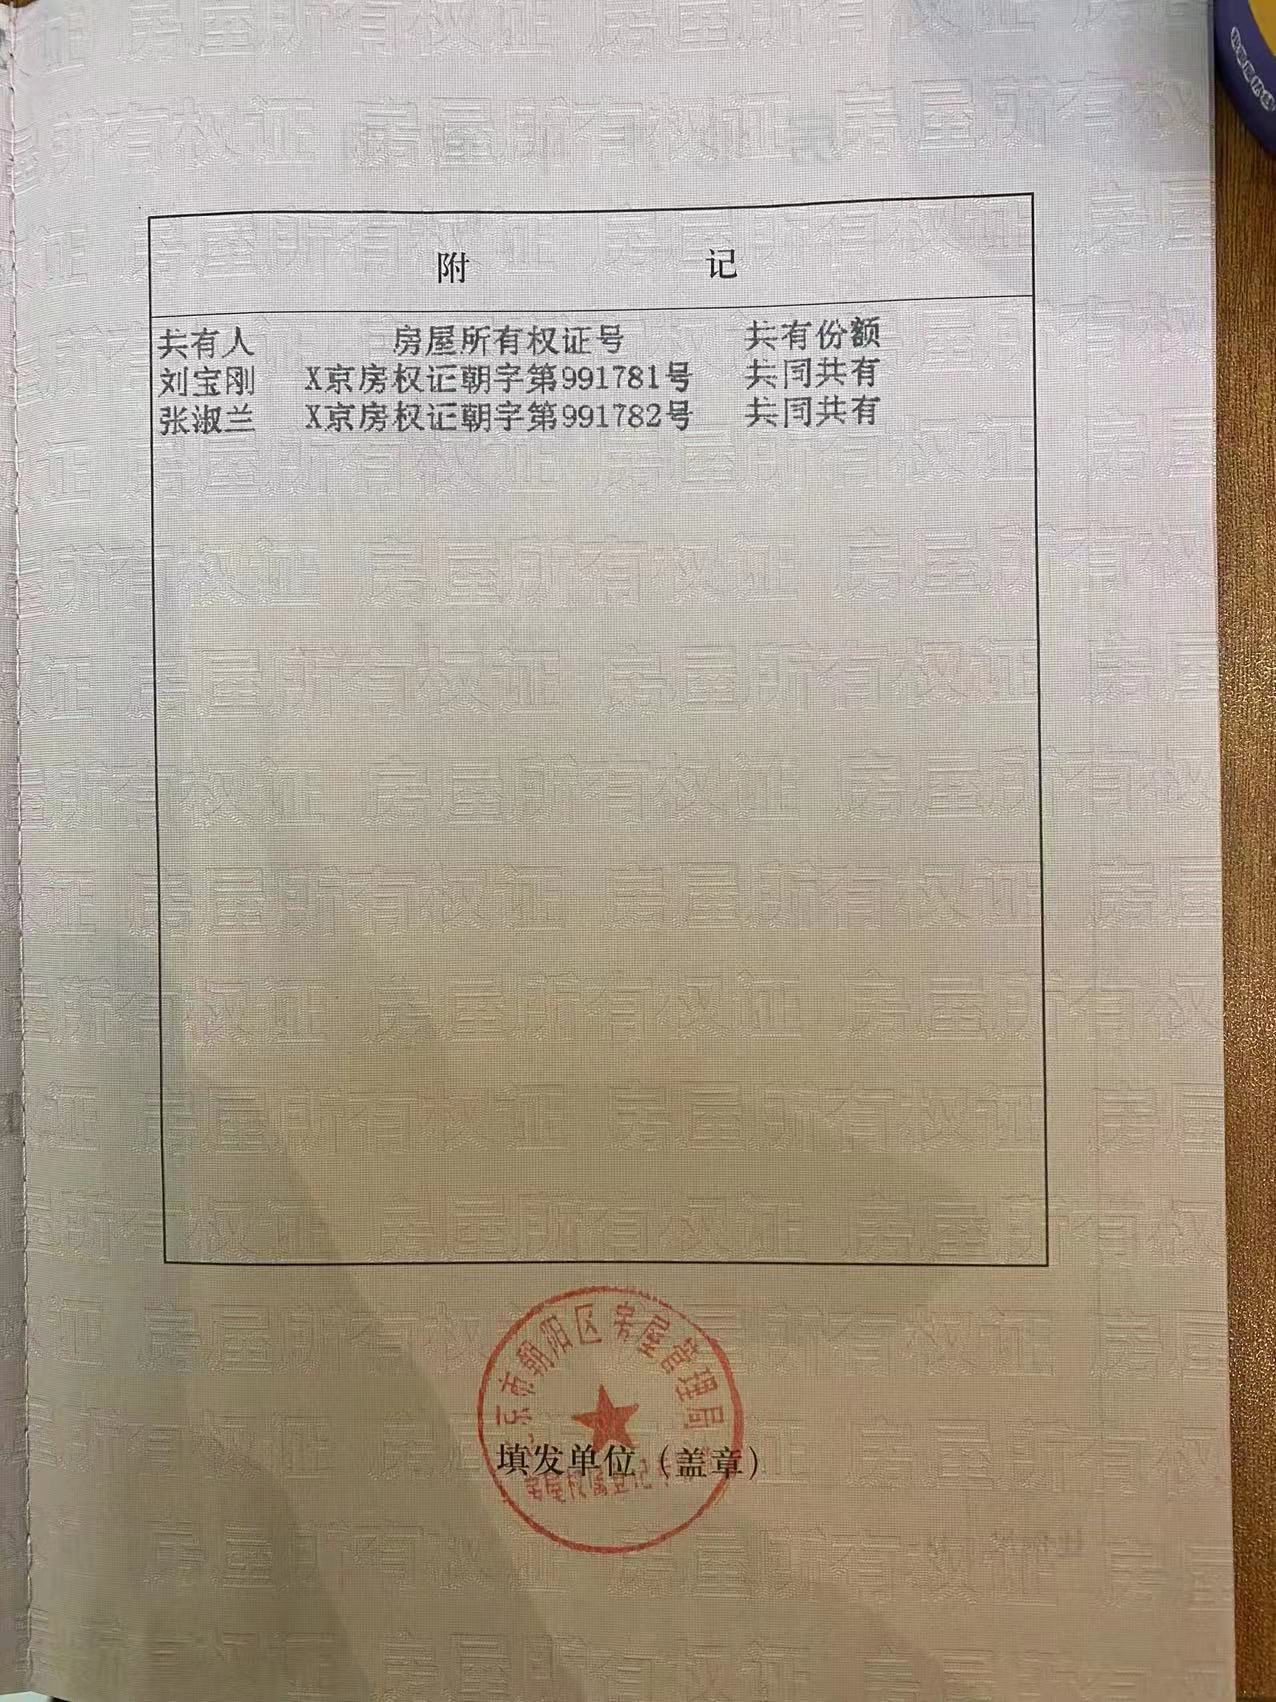 附 记
共有人 房屋所有权证号 共有份额
刘宝刚 X京房权证朝字第991781号 共同共有
张淑兰 X京房权证朝字第991782号 共同共有
京市朝阳区房屋管理局
填发单位（盖章）
房屋权属登记